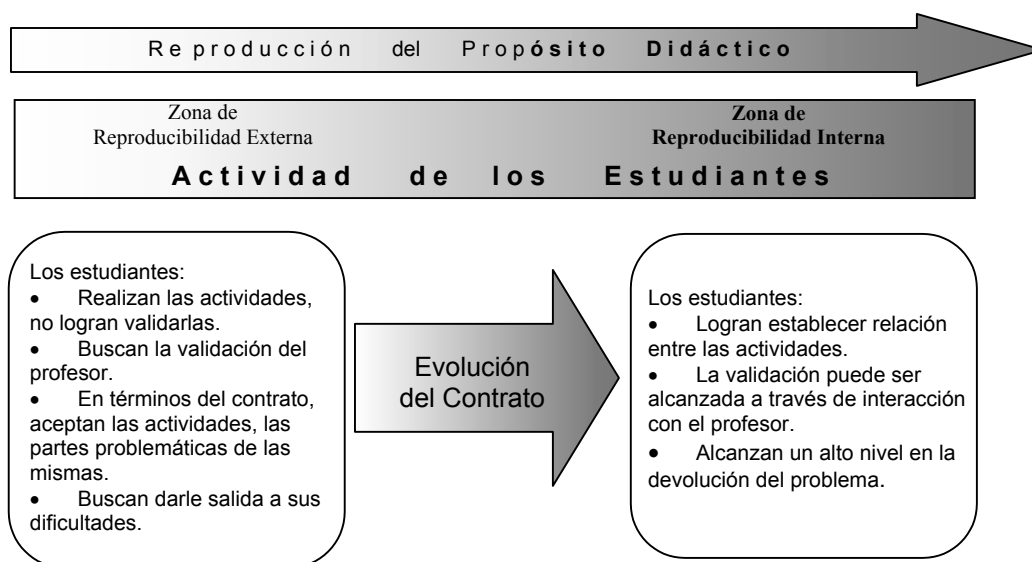 Reproducción del Propósito Didáctico
Zona de
Reproducibilidad Externa
Zona de
Reproducibilidad Interna
Actividad de los Estudiantes
Los estudiantes:
• Realizan las actividades,
no logran validarlas.
• Buscan la validación del
profesor.
• En términos del contrato,
aceptan las actividades, las
partes problemáticas de las
mismas.
• Buscan darle salida a sus
dificultades.
Evolución
del Contrato
Los estudiantes:
• Logran establecer relación
entre las actividades.
• La validación puede ser
alcanzada a través de interacción
con el profesor.
• Alcanzan un alto nivel en la
devolución del problema.